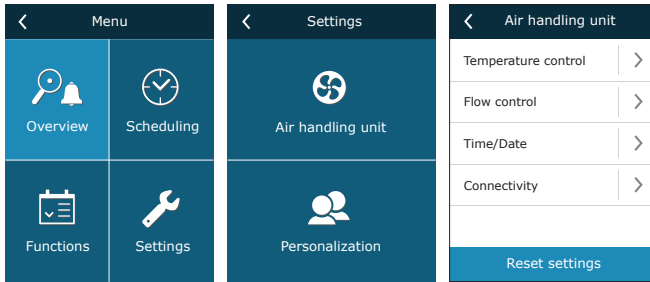 Menu
Overview
Scheduling
Functions
Settings
Settings
Air handling unit
Personalization
Air handling unit
Temperature control
Flow control
Time/Date
Connectivity
Reset settings